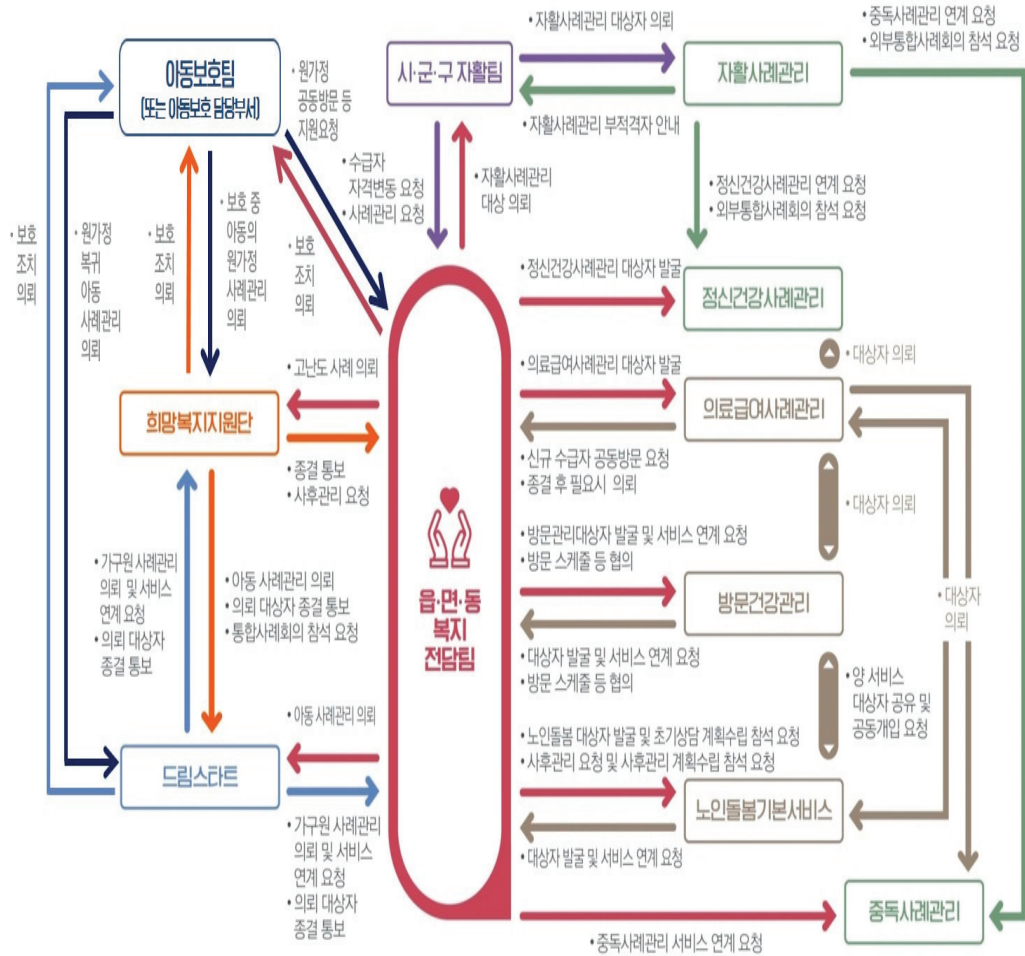 • 자활사례관리 대상자 의뢰
• 중독사례관리 연계 요청
• 외부통합사례회의 참석 요청
아동보호팀
(또는 아동보호 담당부서)
• 원가정
공동방문 등
지원요청
시·군·구 자활팀
자활사례관리
• 자활사례관리 부적격자 안내
• 수급자
자격변동 요청
• 사례관리 요청
• 자활사례관리
대상 의뢰
• 정신건강사례관리 연계 요청
• 외부통합사례회의 참석 요청
• 보호
조치
의뢰
• 원가정
복귀
아동
사례관리
의뢰
• 보호
조치
의뢰
• 보호 중
아동의
원가정
사례관리
의뢰
• 보호
조치
의뢰
• 정신건강사례관리 대상자 발굴
정신건강사례관리
• 대상자 의뢰
• 고난도 사례 의뢰
• 의료급여사례관리 대상자 발굴
희망복지지원단
의료급여사례관리
• 종결 통보
• 사후관리 요청
• 신규 수급자 공동방문 요청
• 종결 후 필요시 의뢰
• 대상자 의뢰
읍·면·동
복지
전담팀
• 방문관리대상자 발굴 및 서비스 연계 요청
• 방문 스케줄 등 협의
방문건강관리
• 가구원 사례관리
의뢰 및 서비스
연계 요청
• 의뢰 대상자
종결 통보
• 아동 사례관리 의뢰
• 의뢰 대상자 종결 통보
• 통합사례회의 참석 요청
• 대상자
의뢰
• 대상자 발굴 및 서비스 연계 요청
• 방문 스케줄 등 협의
• 양 서비스
대상자 공유 및
공동개입 요청
• 아동 사례관리 의뢰
• 노인돌봄 대상자 발굴 및 초기상담 계획수립 참석 요청
• 사후관리 요청 및 사후관리 계획수립 참석 요청
드림스타트
노인돌봄기본서비스
• 가구원 사례관리
의뢰 및 서비스
연계 요청
• 의뢰 대상자
종결 통보
• 대상자 발굴 및 서비스 연계 요청
중독사례관리
• 중독사례관리 서비스 연계 요청